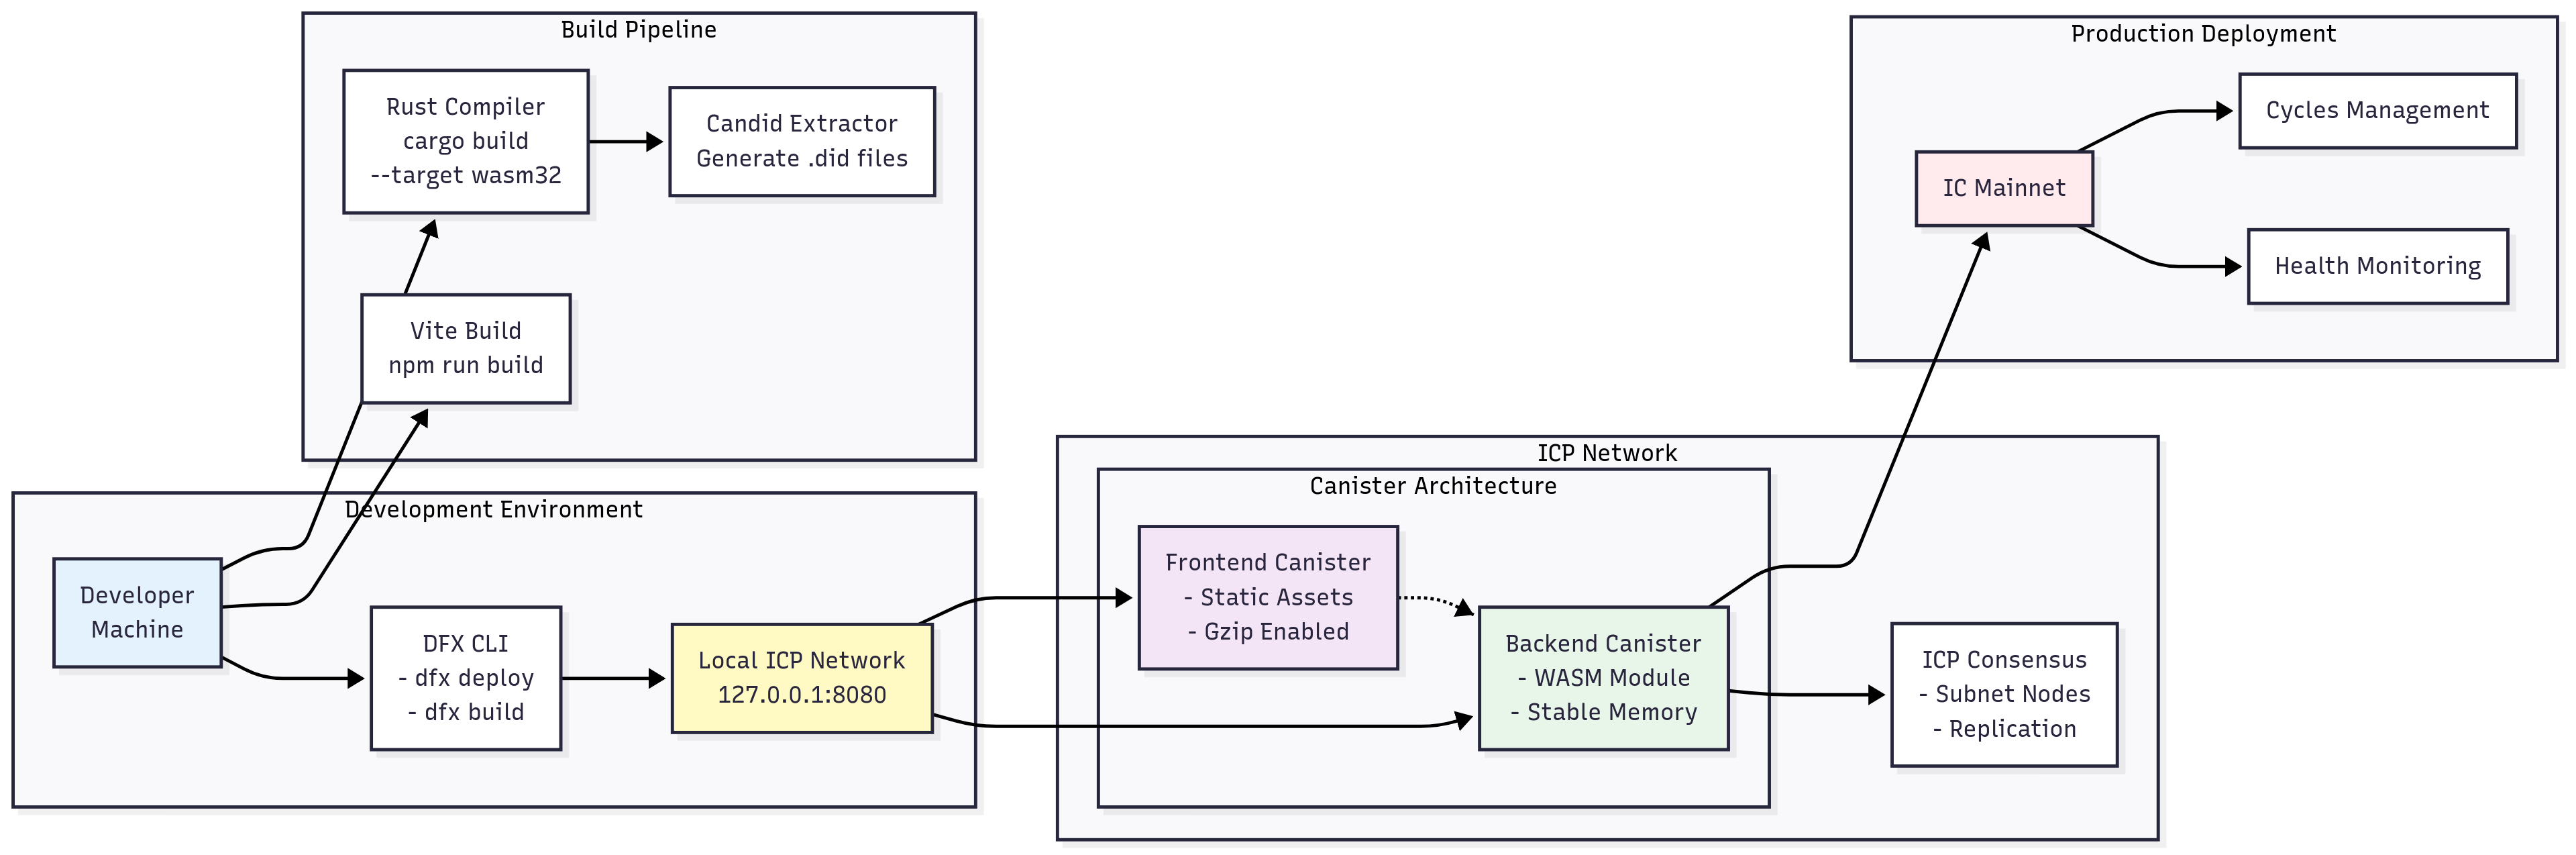 Build Pipeline
Rust Compiler
cargo build
--target wasm32
Candid Extractor
Generate .did files
Vite Build
npm run build
Development Environment
Developer
Machine
DFX CLI
- dfx deploy
- dfx build
Local ICP Network
127.0.0.1:8080
ICP Network
Canister Architecture
Frontend Canister
- Static Assets
- Gzip Enabled
Backend Canister
- WASM Module
- Stable Memory
ICP Consensus
- Subnet Nodes
- Replication
Production Deployment
IC Mainnet
Cycles Management
Health Monitoring